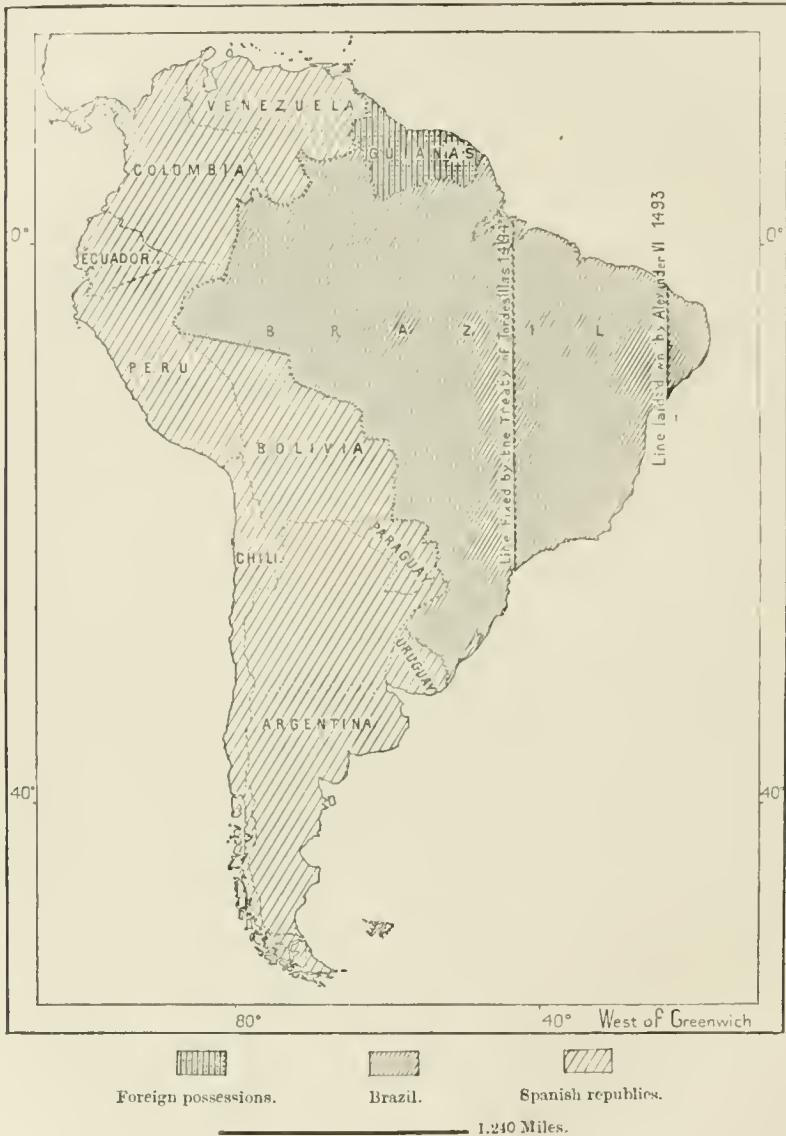 VENEZUELA
GUIANAS
COLOMBIA
0°
0°
ECUADOR
Line laid down by Alexander VI 1493
Line Fixed by the Treaty of Tordesillas 1494
BRAZIL
PERU
BOLIVIA
PARAGUAY
CHILI
URUGUAY
ARGENTINA
40°
40°
80°
40°
West of Greenwich
Foreign possessions.
Brazil.
Spanish republics.
1,240 Miles.